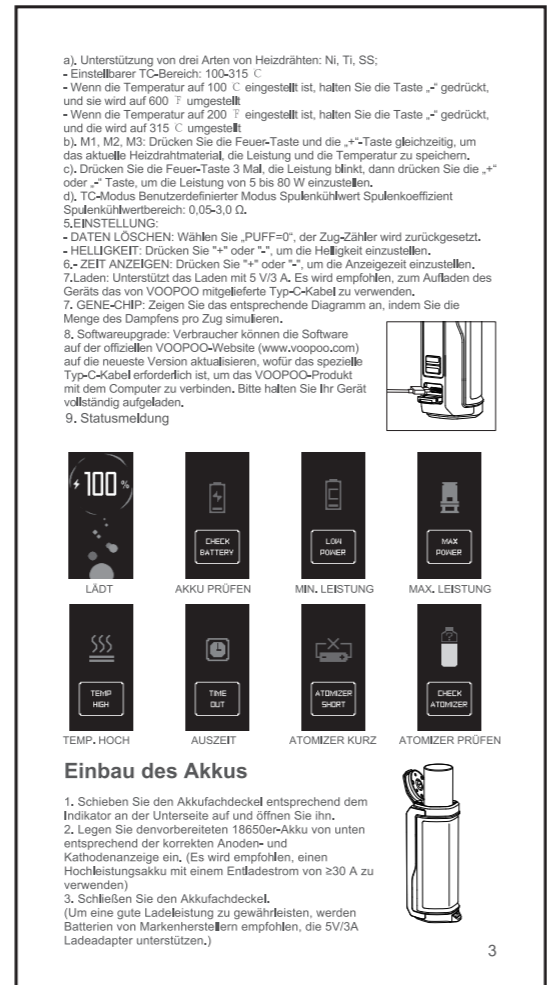 a). Unterstützung von drei Arten von Heizdrähten: Ni, Ti, SS;
- Einstellbarer TC-Bereich: 100-315 C
- Wenn die Temperatur auf 100 C eingestellt ist, halten Sie die Taste „-“ gedrückt,
und sie wird auf 600 F umgestellt
- Wenn die Temperatur auf 200 F eingestellt ist, halten Sie die Taste „-“ gedrückt,
und die wird auf 315 C umgestellt
b). M1, M2, M3: Drücken Sie die Feuer-Taste und die „+“-Taste gleichzeitig, um
das aktuelle Heizdrahtmaterial, die Leistung und die Temperatur zu speichern.
c). Drücken Sie die Feuer-Taste 3 Mal, die Leistung blinkt, dann drücken Sie die „+“
oder „-“ Taste, um die Leistung von 5 bis 80 W einzustellen.
d). TC-Modus Benutzerdefinierter Modus Spulenkühlwert Spulenkoeffizient
Spulenkühlwertbereich: 0,05-3,0 Ω.
5.EINSTELLUNG:
- DATEN LÖSCHEN: Wählen Sie „PUFF=0“, der Zug-Zähler wird zurückgesetzt.
- HELLIGKEIT: Drücken Sie "+" oder "-", um die Helligkeit einzustellen.
6.- ZEIT ANZEIGEN: Drücken Sie "+" oder "-", um die Anzeigezeit einzustellen.
7.Laden: Unterstützt das Laden mit 5 V/3 A. Es wird empfohlen, zum Aufladen des
Geräts das von VOOPOO mitgelieferte Typ-C-Kabel zu verwenden.
7. GENE-CHIP: Zeigen Sie das entsprechende Diagramm an, indem Sie die
Menge des Dampfens pro Zug simulieren.
8. Softwareupgrade: Verbraucher können die Software
auf der offiziellen VOOPOO-Website (www.voopoo.com)
auf die neueste Version aktualisieren, wofür das spezielle
Typ-C-Kabel erforderlich ist, um das VOOPOO-Produkt
mit dem Computer zu verbinden. Bitte halten Sie Ihr Gerät
vollständig aufgeladen.
9. Statusmeldung
100 %
CHECK
BATTERY
LOW
POWER
MAX
POWER
LÄDT
AKKU PRÜFEN
MIN. LEISTUNG
MAX. LEISTUNG
TEMP
HIGH
TIME
OUT
ATOMIZER
SHORT
?
CHECK
ATOMIZER
TEMP. HOCH
AUSZEIT
ATOMIZER KURZ
ATOMIZER PRÜFEN
Einbau des Akkus
1. Schieben Sie den Akkufachdeckel entsprechend dem
Indikator an der Unterseite auf und öffnen Sie ihn.
2. Legen Sie denvorbereiteten 18650er-Akku von unten
entsprechend der korrekten Anoden- und
Kathodenanzeige ein. (Es wird empfohlen, einen
Hochleistungsakku mit einem Entladestrom von ≥30 A zu
verwenden)
3. Schließen Sie den Akkufachdeckel.
(Um eine gute Ladeleistung zu gewährleisten, werden
Batterien von Markenherstellern empfohlen, die 5V/3A
Ladeadapter unterstützen.)
3